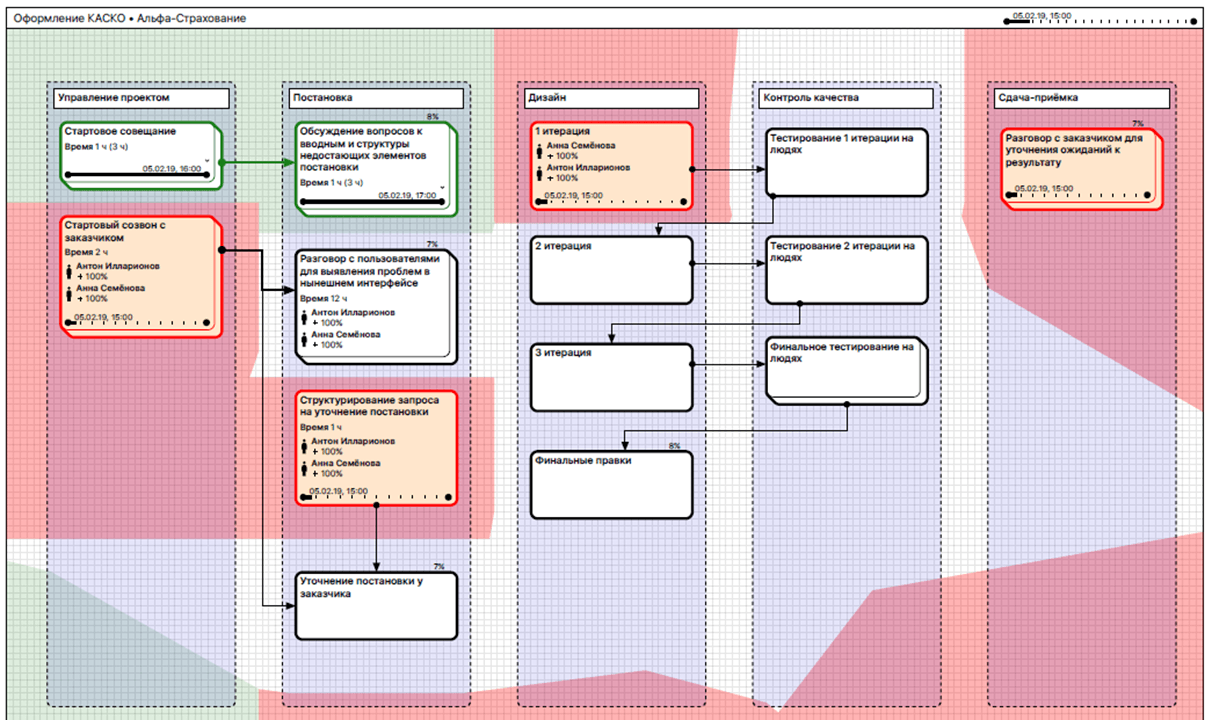 Оформление КАСКО • Альфа-Страхование
05.02.19, 15:00
Управление проектом
Стартовое совещание
Время 1 ч (3 ч)
05.02.19, 16:00
Стартовый созвон с
заказчиком
Время 2 ч
Антон Илларионов
+ 100%
Анна Семёнова
+ 100%
05.02.19, 15:00
Постановка
8%
Обсуждение вопросов к
вводным и структуры
недостающих элементов
постановки
Время 1 ч (3 ч)
05.02.19, 17:00
7%
Разговор с пользователями
для выявления проблем в
нынешнем интерфейсе
Время 12 ч
Антон Илларионов
+ 100%
Анна Семёнова
+ 100%
Структурирование запроса
на уточнение постановки
Время 1 ч
Антон Илларионов
+ 100%
Анна Семёнова
+ 100%
05.02.19, 15:00
7%
Уточнение постановки у
заказчика
Дизайн
1 итерация
Анна Семёнова
+ 100%
Антон Илларионов
+ 100%
05.02.19, 15:00
2 итерация
3 итерация
8%
Финальные правки
Контроль качества
Тестирование 1 итерации на
людях
Тестирование 2 итерации на
людях
Финальное тестирование на
людях
Сдача-приёмка
7%
Разговор с заказчиком для
уточнения ожиданий к
результату
05.02.19, 15:00